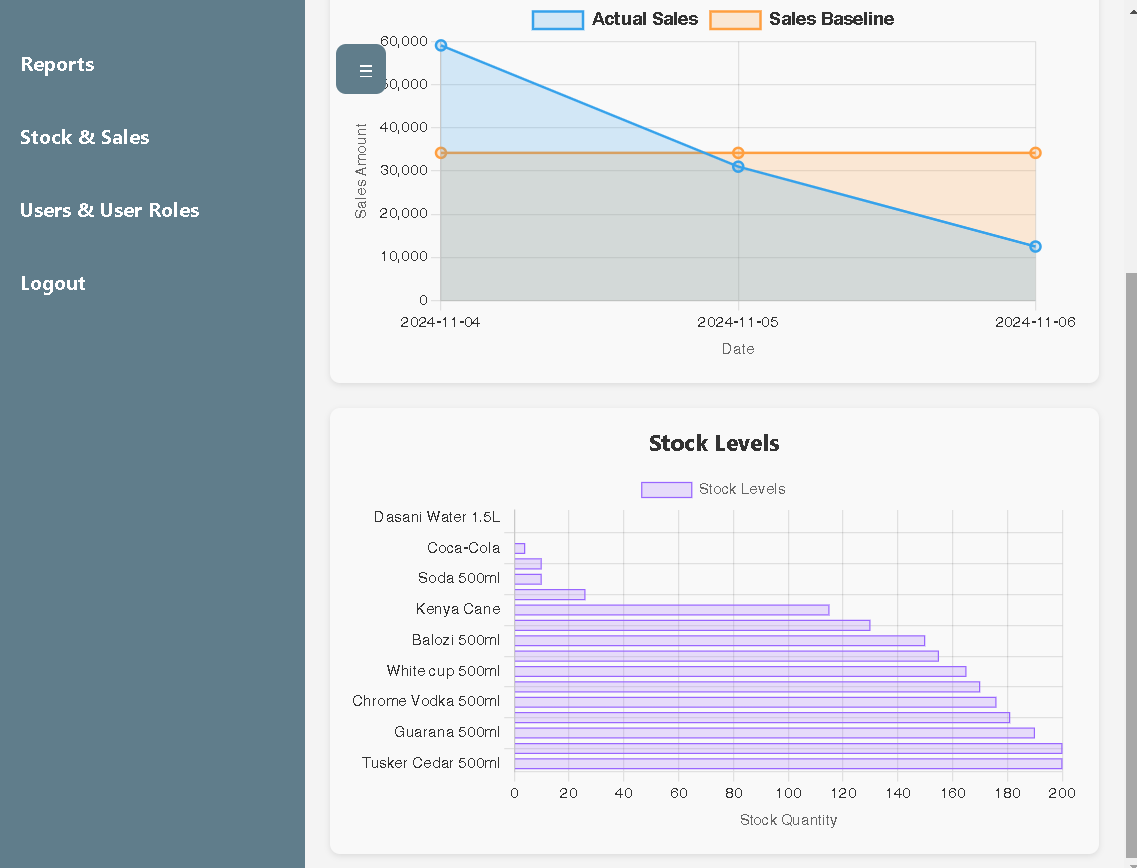 Reports
Stock & Sales
Users & User Roles
Logout
Actual Sales Sales Baseline
60,000
50,000
40,000
30,000
20,000
10,000
0
Sales Amount
2024-11-04 2024-11-05 2024-11-06
Date
Stock Levels
Stock Levels
Dasani Water 1.5L
Coca-Cola
Soda 500ml
Kenya Cane
Balozi 500ml
White cup 500ml
Chrome Vodka 500ml
Guarana 500ml
Tusker Cedar 500ml
0 20 40 60 80 100 120 140 160 180 200
Stock Quantity